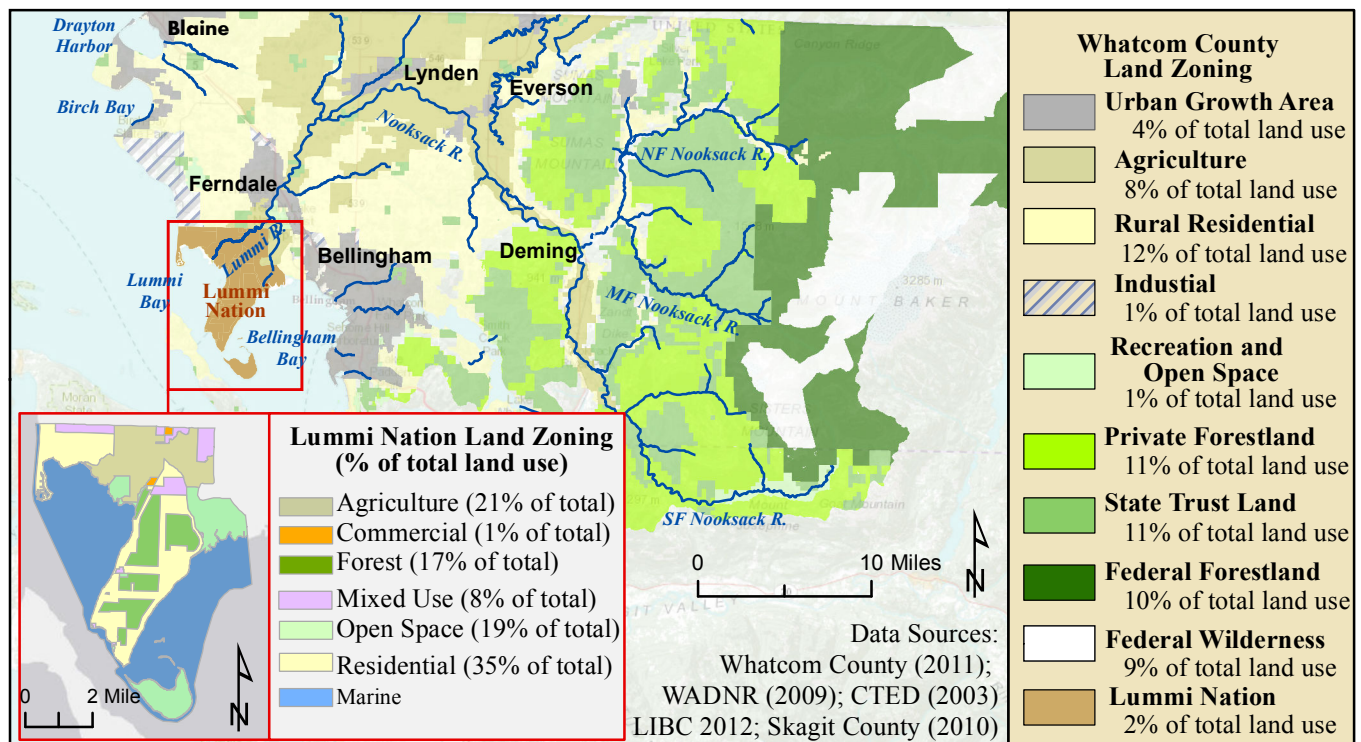 Drayton
Harbor
Blaine
Birch Bay
Lynden
Everson
Nooksack R.
NF Nooksack R.
Ferndale
Lummi R.
Bellingham
Deming
Lummi
Bay
Lummi
Nation
Bellingham
Bay
MF Nooksack R.
MOUNT BAKER
3285 m
SF Nooksack R.
0 10 Miles
N
Lummi Nation Land Zoning
(% of total land use)
Agriculture (21% of total)
Commercial (1% of total)
Forest (17% of total)
Mixed Use (8% of total)
Open Space (19% of total)
Residential (35% of total)
Marine
0 2 Mile
N
Data Sources:
Whatcom County (2011);
WADNR (2009); CTED (2003)
LIBC 2012; Skagit County (2010)
Whatcom County
Land Zoning
Urban Growth Area
4% of total land use
Agriculture
8% of total land use
Rural Residential
12% of total land use
Industial
1% of total land use
Recreation and
Open Space
1% of total land use
Private Forestland
11% of total land use
State Trust Land
11% of total land use
Federal Forestland
10% of total land use
Federal Wilderness
9% of total land use
Lummi Nation
2% of total land use